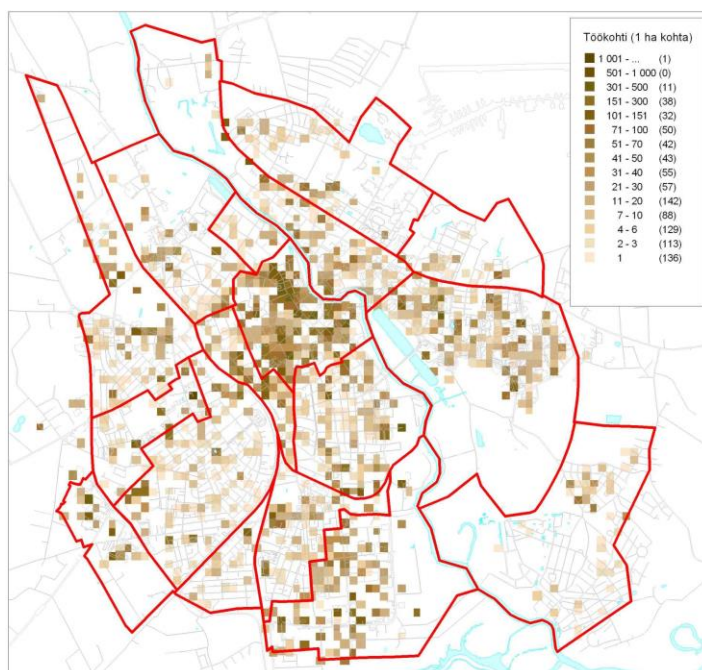 Töökohti (1 ha kohta)
1 001 - ... (1)
501 - 1 000 (0)
301 - 500 (11)
151 - 300 (38)
101 - 151 (32)
71 - 100 (50)
51 - 70 (42)
41 - 50 (43)
31 - 40 (55)
21 - 30 (57)
11 - 20 (142)
7 - 10 (88)
4 - 6 (129)
2 - 3 (113)
1 (136)